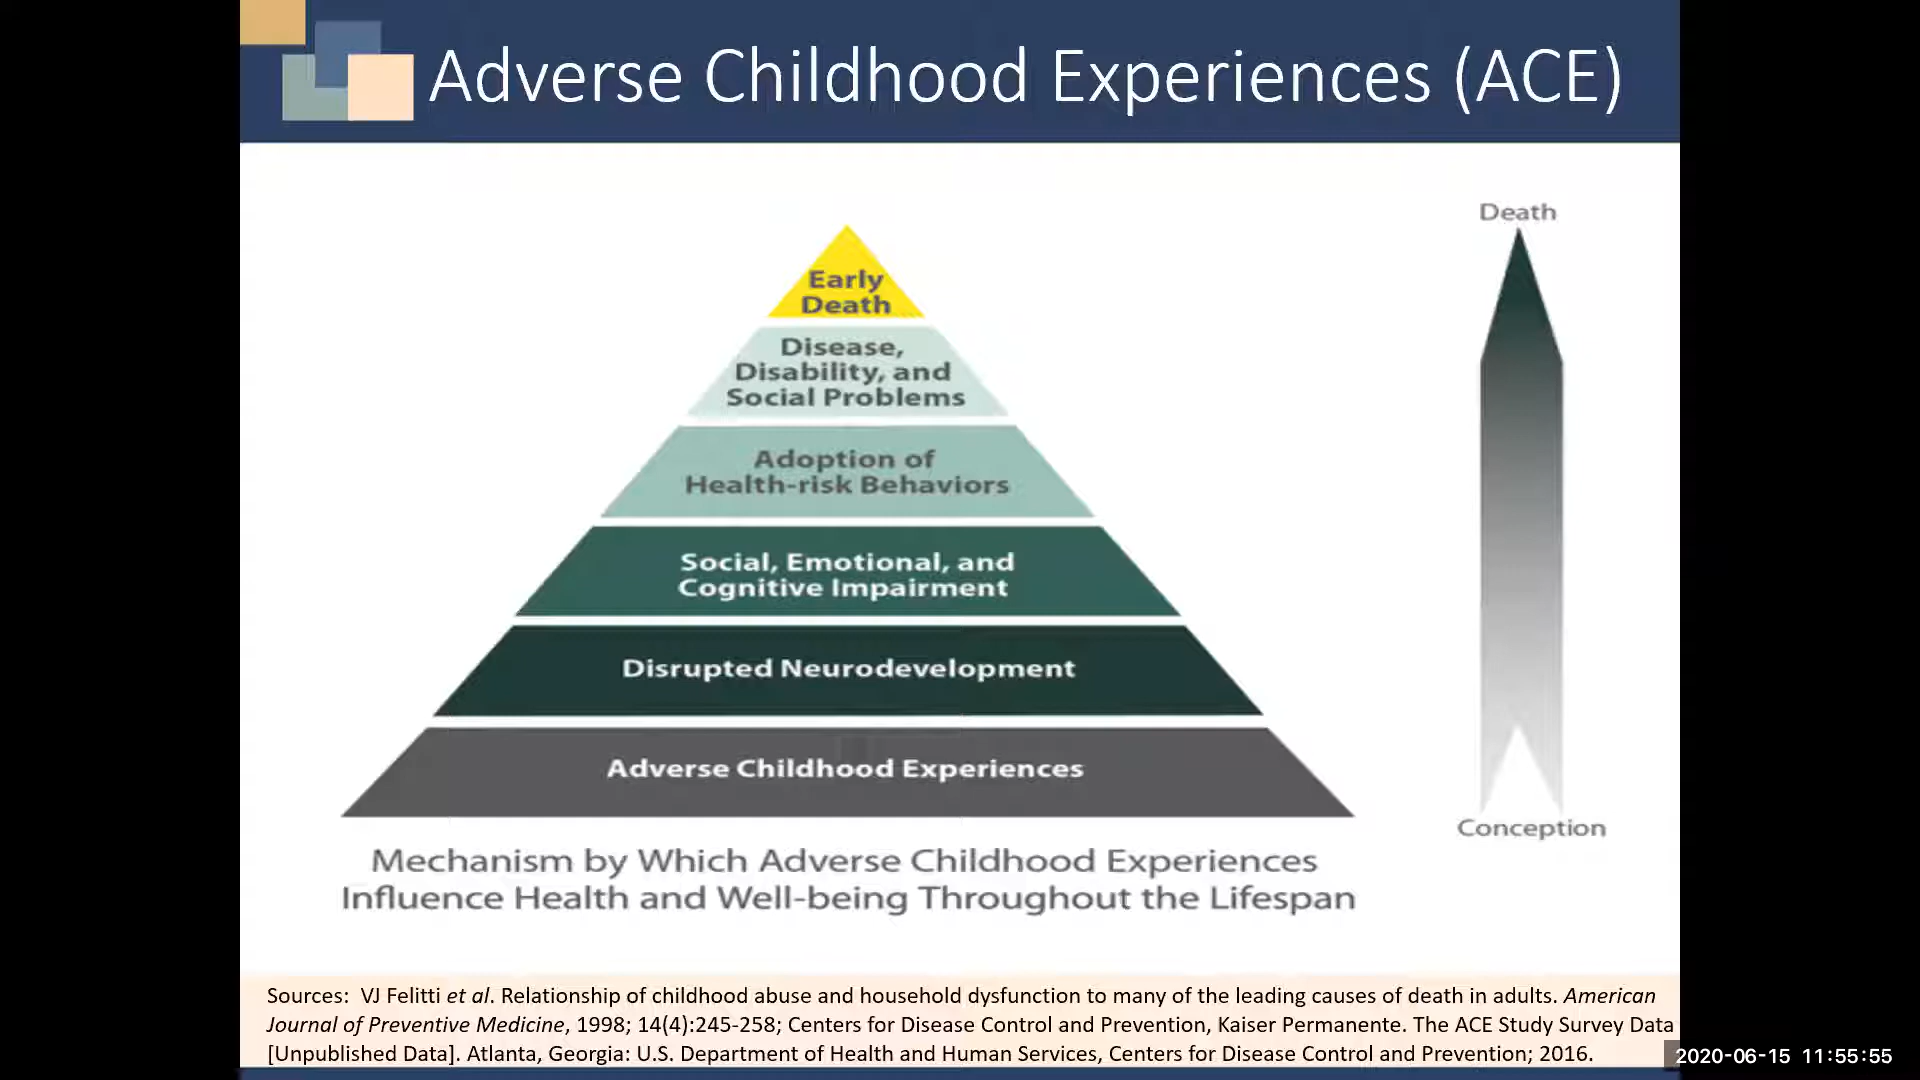 Adverse Childhood Experiences (ACE)
Death
Early
Death
Disease,
Disability, and
Social Problems
Adoption of
Health-risk Behaviors
Social, Emotional, and
Cognitive Impairment
Disrupted Neurodevelopment
Adverse Childhood Experiences
Conception
Mechanism by Which Adverse Childhood Experiences
Influence Health and Well-being Throughout the Lifespan
Sources:  VJ Felitti et al. Relationship of childhood abuse and household dysfunction to many of the leading causes of death in adults. American
Journal of Preventive Medicine, 1998; 14(4):245-258; Centers for Disease Control and Prevention, Kaiser Permanente. The ACE Study Survey Data
[Unpublished Data]. Atlanta, Georgia: U.S. Department of Health and Human Services, Centers for Disease Control and Prevention; 2016.
2020-06-15 11:55:55